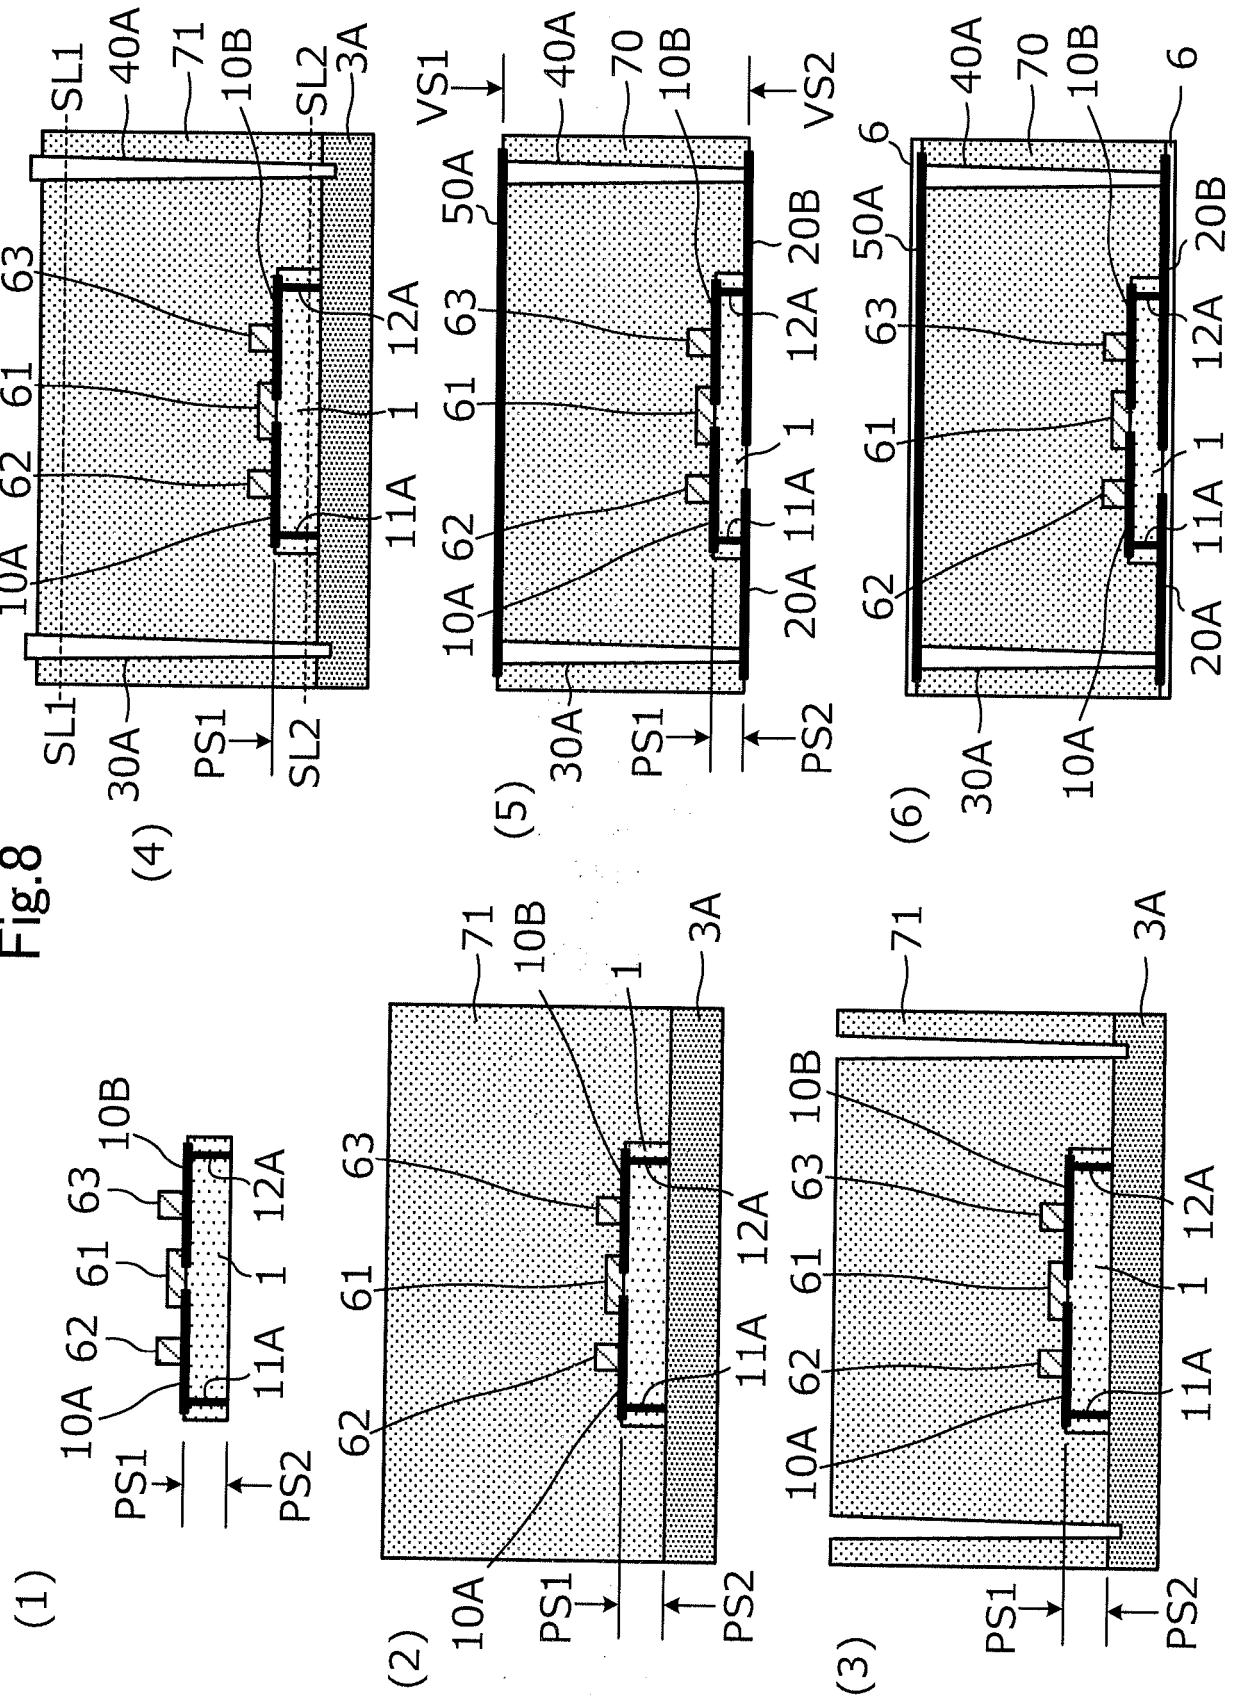 Fig.8
(1)
62
61
63
10A
10B
PS1
PS2
11A
1
12A
(2)
62
61
63
71
10B
1
3A
10A
PS1
PS2
11A
12A
(3)
62
61
63
10B
71
3A
10A
PS1
PS2
11A
1
12A
(4)
10A
62
61
63
SL1
SL1
40A
71
10B
SL2
SL2
3A
30A
PS1
11A
1
12A
(5)
10A
62
61
63
50A
VS1
40A
70
10B
VS2
30A
PS1
PS2
20A
11A
1
12A
20B
(6)
62
61
63
50A
6
40A
70
10B
6
30A
10A
20A
11A
1
12A
20B